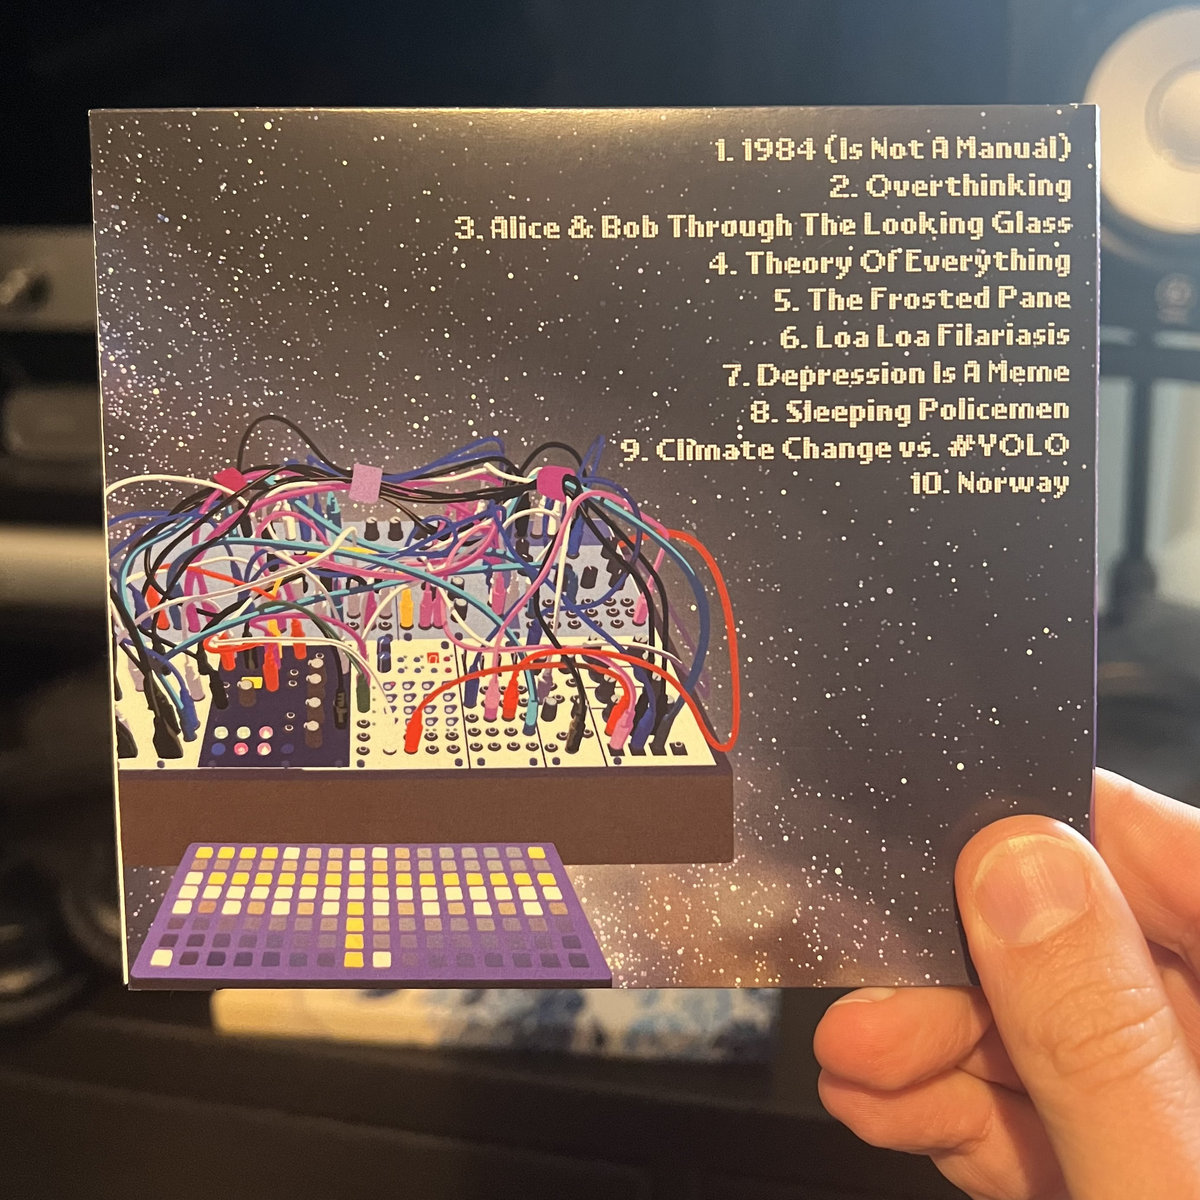 1. 1984 (Is Not A Manual)
2. Overthinking
3. Alice & Bob Through The Looking Glass
4. Theory Of Everything
5. The Frosted Pane
6. Loa Loa Filariasis
7. Depression Is A Meme
8. Sleeping Policemen
9. Climate Change vs. #YOLO
10. Norway